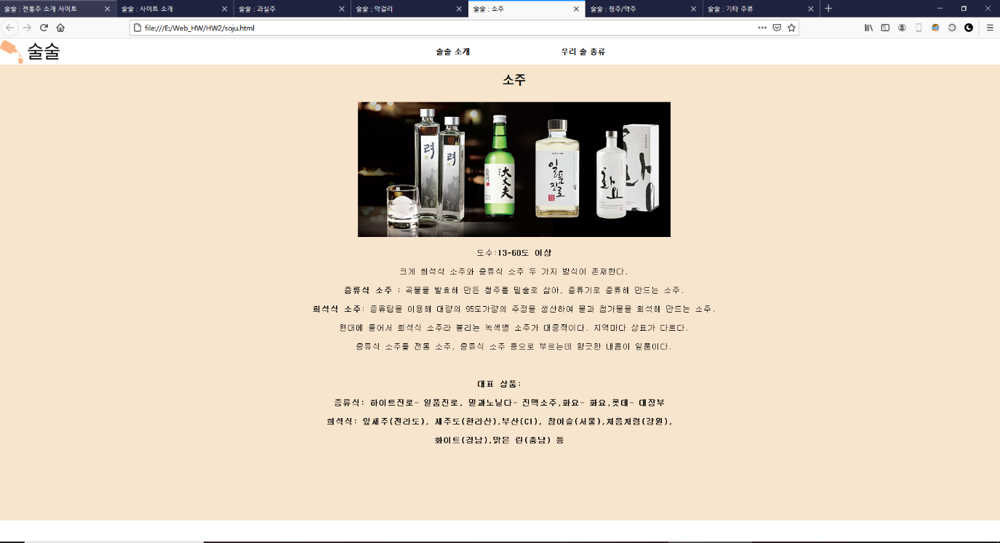 술술 : 전통주 소개 사이트
술술 : 사이트 소개
술술 : 과실주
술술 : 막걸리
술술 : 소주
술술 : 청주/약주
술술 : 기타 주류
file:///E:/Web_HW/HW2/soju.html
술술
술술 소개
우리 술 종류
소주
려
려
大丈夫
일품진로
화요
화
도수:13~60도 이상
크게 희석식 소주와 증류식 소주 두 가지 방식이 존재한다.
증류식 소주 : 곡물을 발효해 만든 청주를 밑술로 삼아, 증류기로 증류해 만드는 소주.
희석식 소주: 증류탑을 이용해 대량의 95도가량의 주정을 생산하여 물과 첨가물을 희석해 만드는 소주.
현대에 들어서 희석식 소주라 불리는 녹색병 소주가 대중적이다. 지역마다 상표가 다르다.
증류식 소주를 전통 소주, 증류식 소주 등으로 부르는데 향긋한 내음이 일품이다.
대표 상품:
증류식: 하이트진로- 일품진로, 밀과노닐다- 진맥소주,화요- 화요,롯데- 대장부
희석식: 잎새주(전라도), 제주도(한라산),부산(C1), 참이슬(서울),처음처럼(강원),
화이트(경남),맑은 린(충남) 등